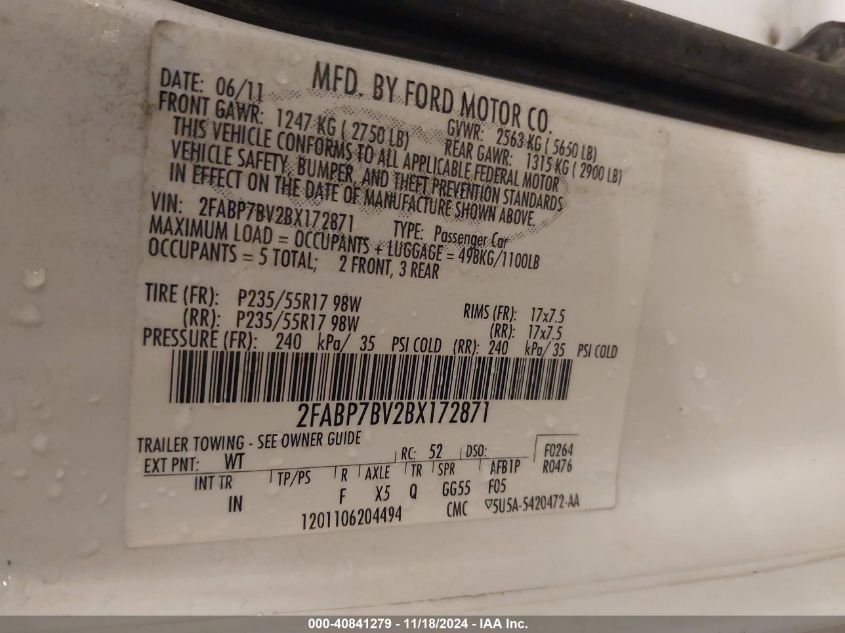 MFD. BY FORD MOTOR CO.
DATE: 06/11 GVWR: 2563 KG ( 5650 LB)
FRONT GAWR: 1247 KG ( 2750 LB) REAR GAWR: 1315 KG ( 2900 LB)
THIS VEHICLE CONFORMS TO ALL APPLICABLE FEDERAL MOTOR
VEHICLE SAFETY, BUMPER, AND THEFT PREVENTION STANDARDS
IN EFFECT ON THE DATE OF MANUFACTURE SHOWN ABOVE.
VIN: 2FABP7BV2BX172871 TYPE: Passenger Car
MAXIMUM LOAD = OCCUPANTS + LUGGAGE = 498KG/1100LB
OCCUPANTS = 5 TOTAL; 2 FRONT, 3 REAR
TIRE (FR): P235/55R17 98W RIMS (FR): 17x7.5
(RR): P235/55R17 98W (RR): 17x7.5
PRESSURE (FR): 240 kPa/ 35 PSI COLD (RR): 240 kPa/ 35 PSI COLD
2FABP7BV2BX172871
TRAILER TOWING - SEE OWNER GUIDE
EXT PNT: WT RC: 52 DSO: F0264
INT TR TP/PS R AXLE TR SPR AFB1P R0476
IN F X5 Q GG55 F05
1201106204494 CMC ▽5U5A-5420472-AA
000-40841279 - 11/18/2024 - IAA Inc.